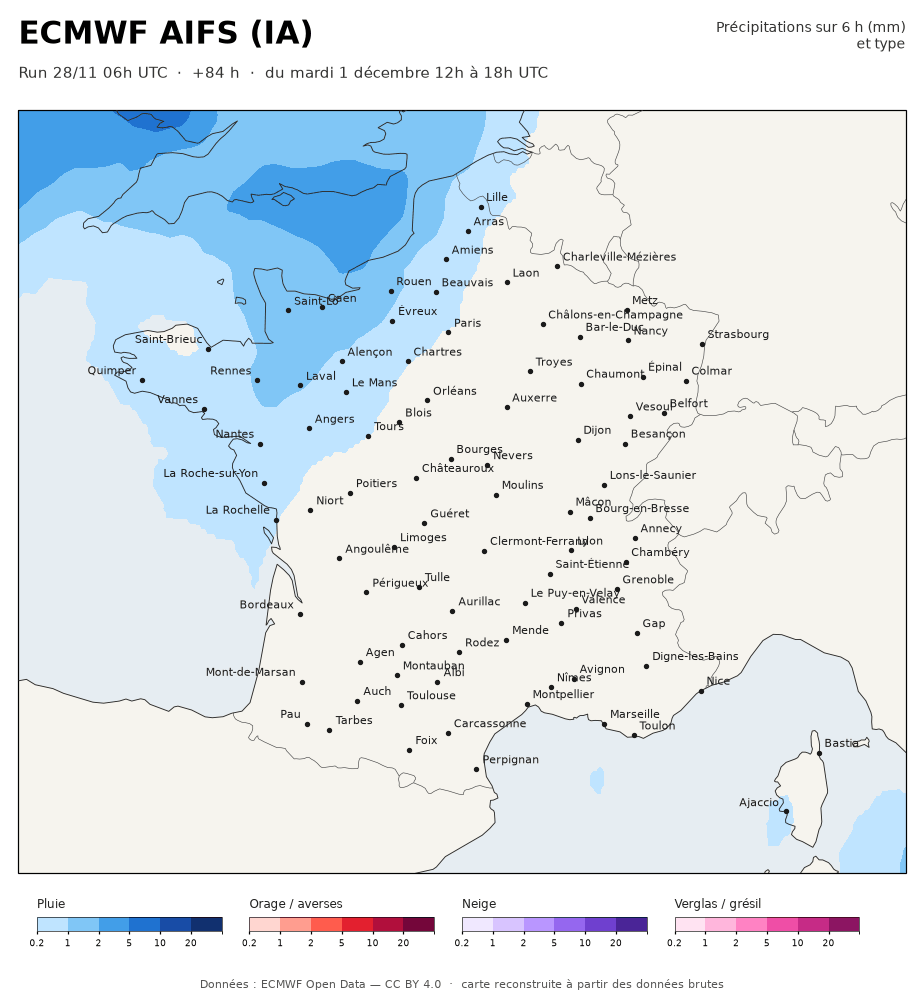 ECMWF AIFS (IA)
Précipitations sur 6 h (mm)
et type
Run 28/11 06h UTC · +84 h · du mardi 1 décembre 12h à 18h UTC
Lille
Arras
Amiens
Charleville-Mézières
Laon
Rouen
Beauvais
Saint-Lô
Caen
Metz
Évreux
Châlons-en-Champagne
Paris
Bar-le-Duc
Nancy
Strasbourg
Saint-Brieuc
Alençon
Chartres
Troyes
Épinal
Quimper
Rennes
Laval
Le Mans
Chaumont
Colmar
Orléans
Vannes
Auxerre
Vesoul
Belfort
Blois
Angers
Tours
Nantes
Dijon
Besançon
Bourges
Nevers
La Roche-sur-Yon
Châteauroux
Lons-le-Saunier
Poitiers
Moulins
La Rochelle
Niort
Mâcon
Bourg-en-Bresse
Guéret
Annecy
Limoges
Clermont-Ferrand
Lyon
Angoulême
Chambéry
Saint-Étienne
Périgueux
Tulle
Grenoble
Le Puy-en-Velay
Valence
Bordeaux
Aurillac
Privas
Gap
Cahors
Rodez
Mende
Agen
Digne-les-Bains
Mont-de-Marsan
Montauban
Albi
Nîmes
Avignon
Nice
Auch
Toulouse
Montpellier
Pau
Tarbes
Carcassonne
Marseille
Toulon
Foix
Bastia
Perpignan
Ajaccio
Pluie
Orage / averses
Neige
Verglas / grésil
0.2 1 2 5 10 20
0.2 1 2 5 10 20
0.2 1 2 5 10 20
0.2 1 2 5 10 20
Données : ECMWF Open Data — CC BY 4.0 · carte reconstruite à partir des données brutes